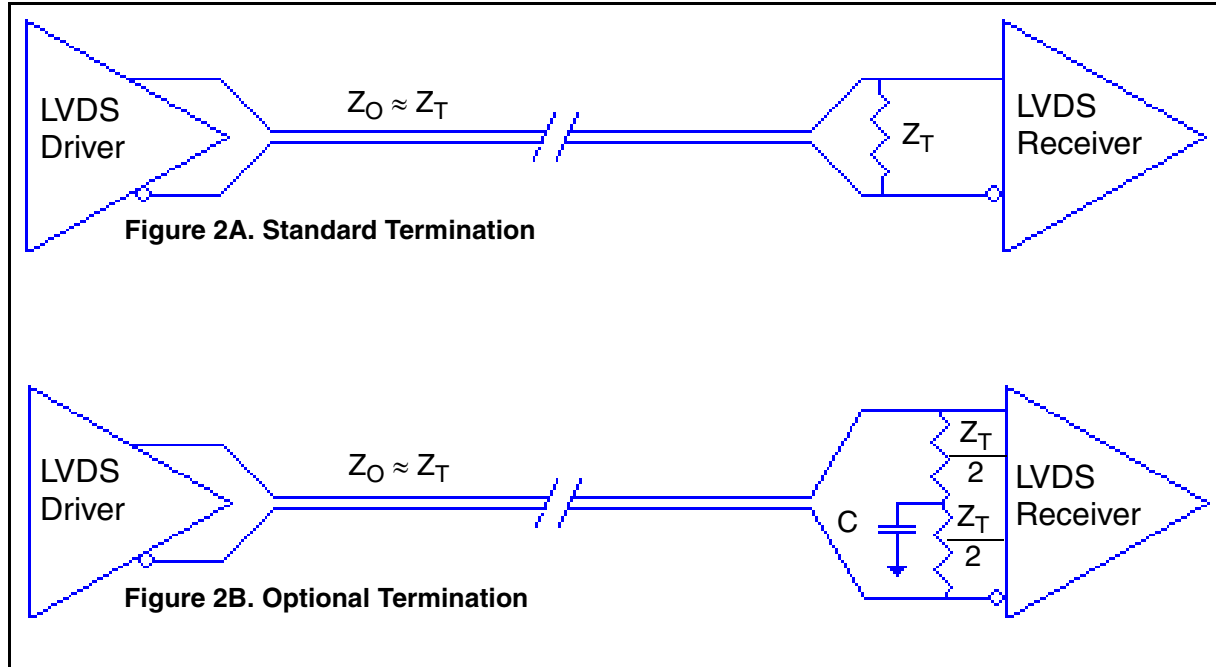 LVDS
Driver
Z_O ≈ Z_T
Z_T
LVDS
Receiver
Figure 2A. Standard Termination
LVDS
Driver
Z_O ≈ Z_T
C
Z_T
2
Z_T
2
LVDS
Receiver
Figure 2B. Optional Termination